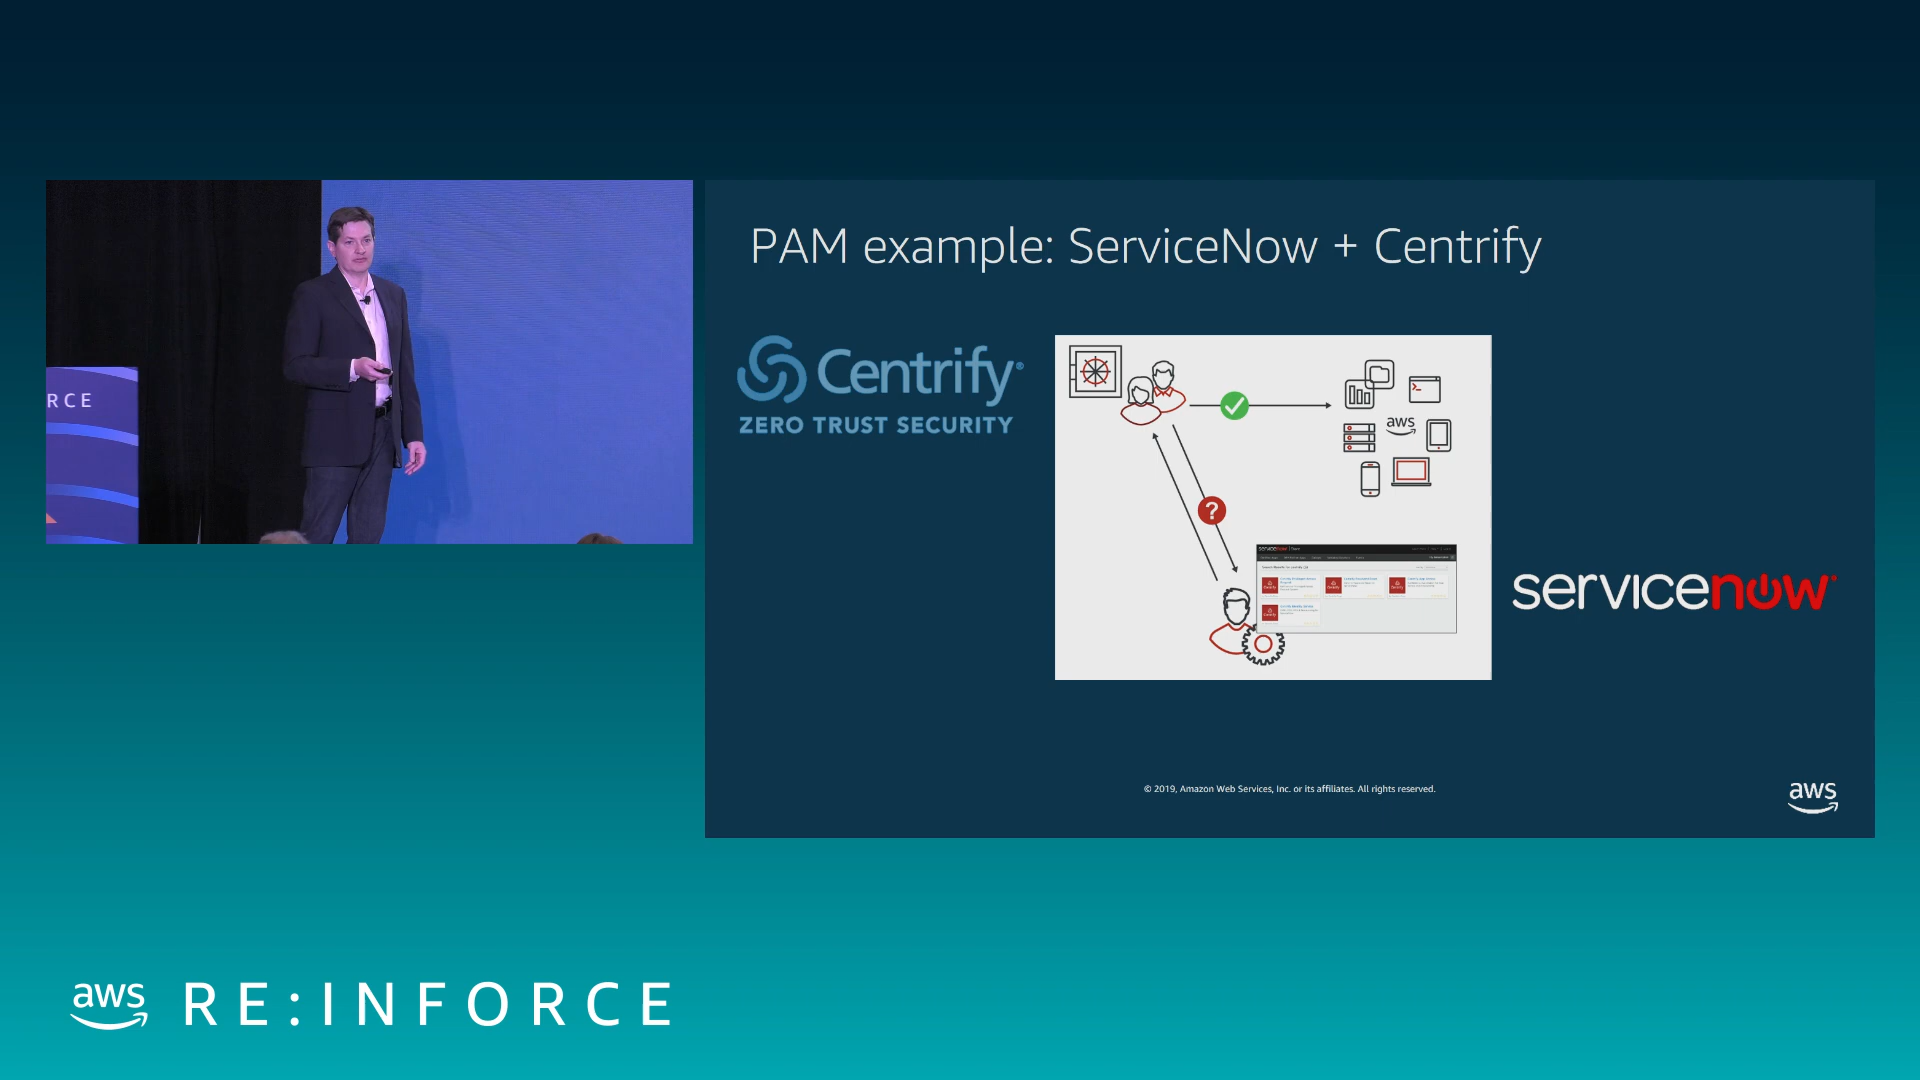 RCE
PAM example: ServiceNow + Centrify
Centrify®
ZERO TRUST SECURITY
aws
?
servicenow
servicenow®
© 2019, Amazon Web Services, Inc. or its affiliates. All rights reserved.
aws
aws RE:INFORCE